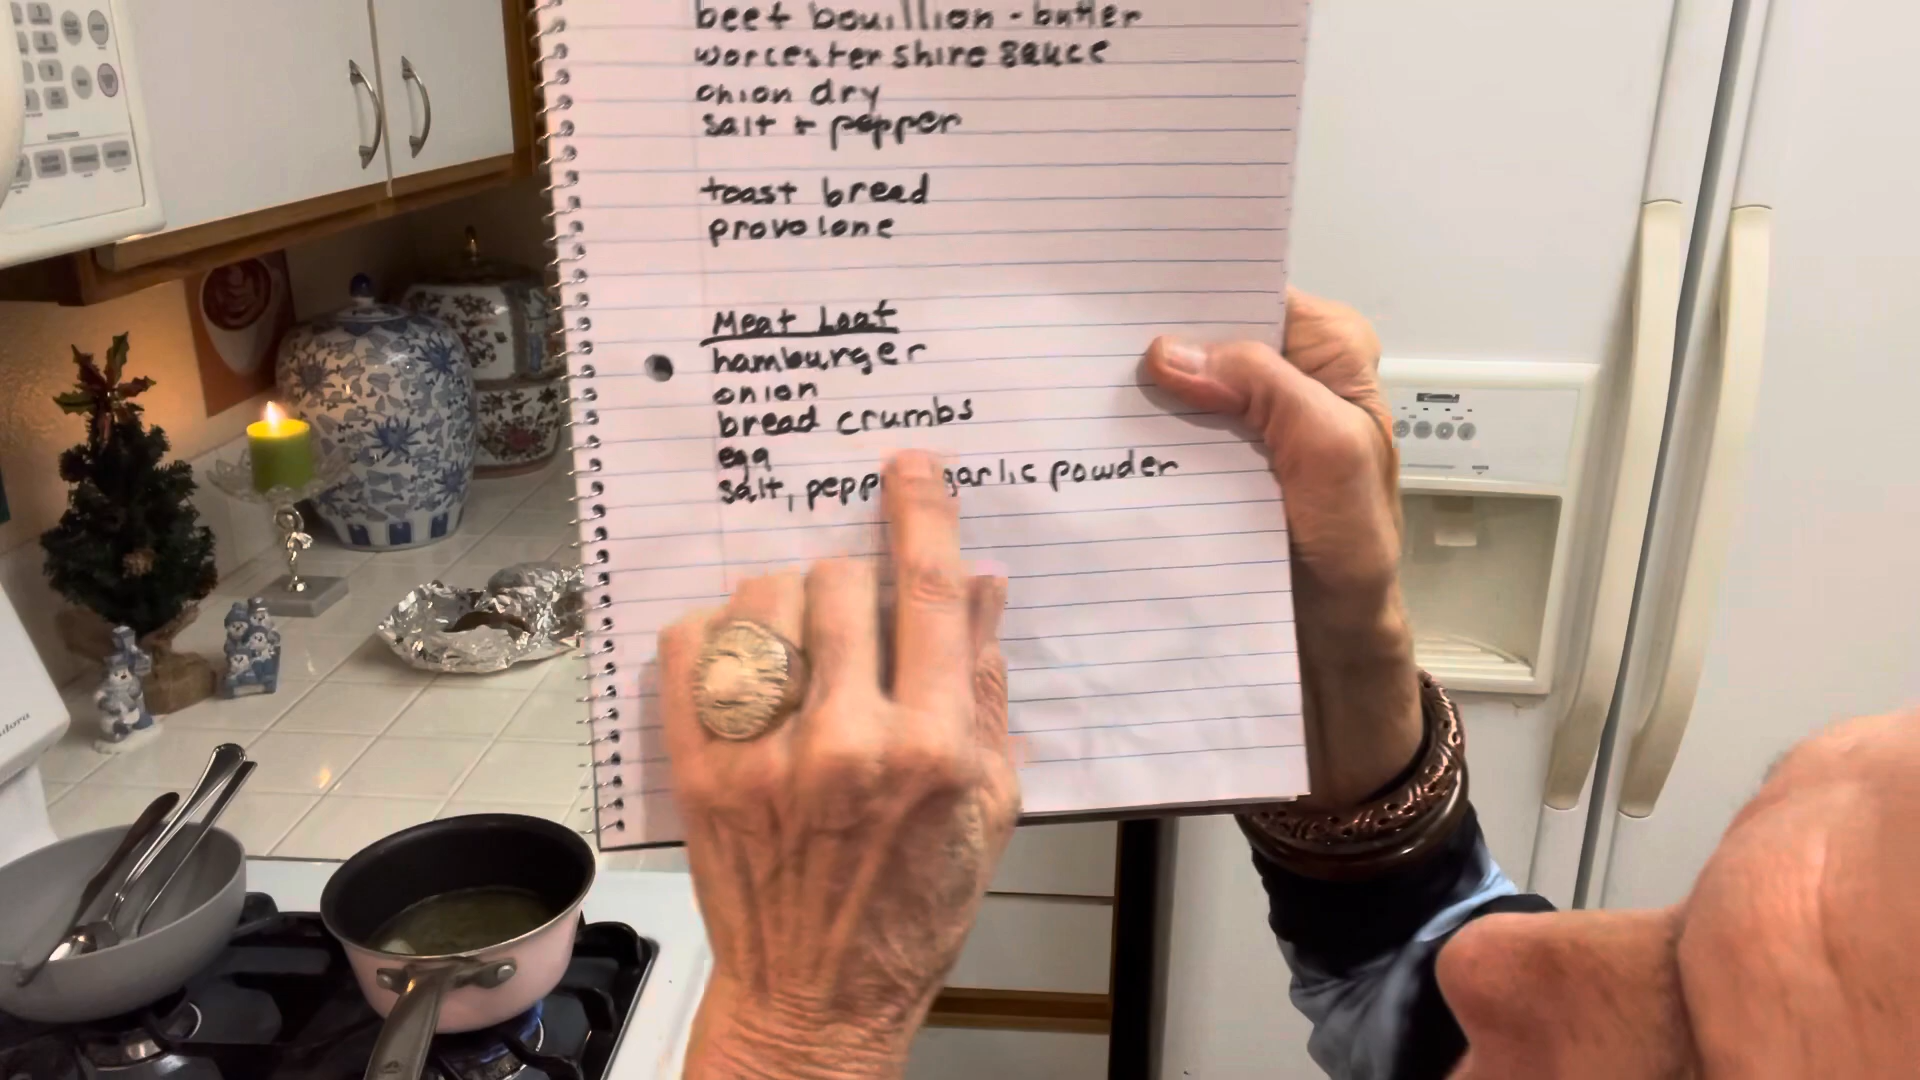 beef bouillion - butter
worcestershire sauce
onion dry
salt + pepper
toast bread
provolone
Meat Loaf
hamburger
onion
bread crumbs
egg
salt, pepp garlic powder